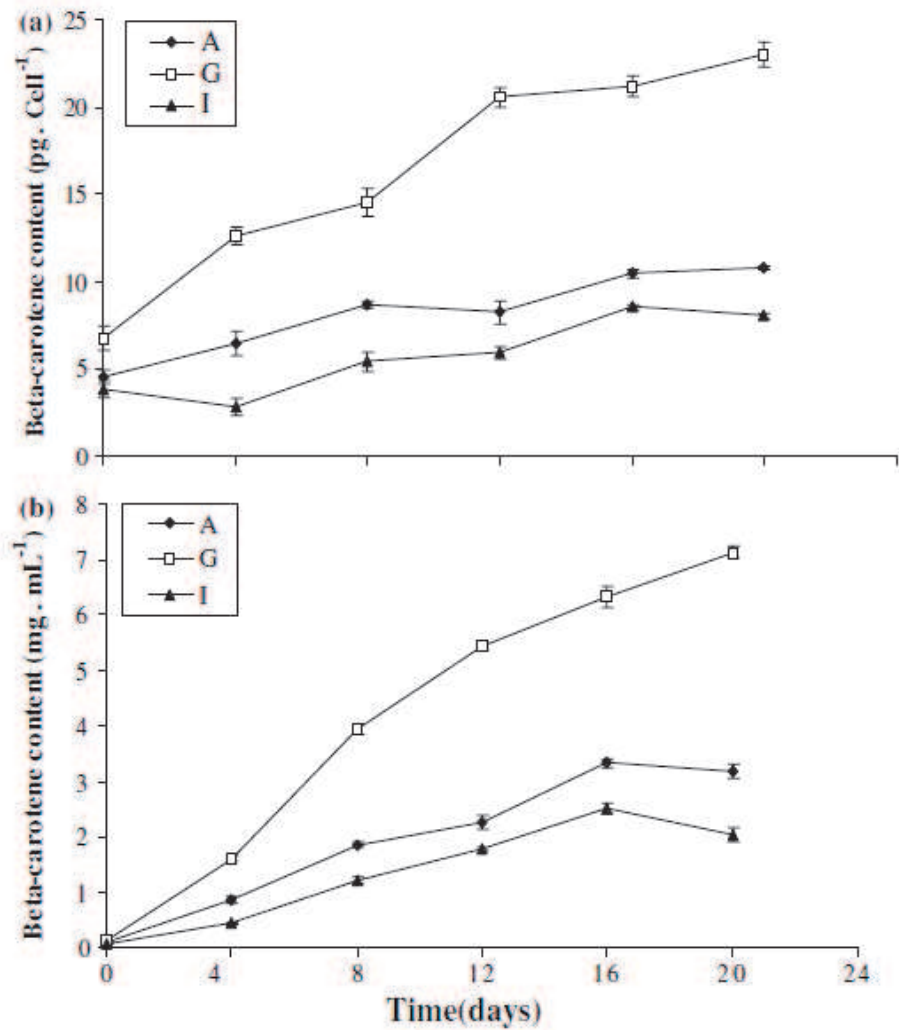 (a)
Beta-carotene content (pg. Cell⁻¹)
25
20
15
10
5
0
A
G
I
(b)
Beta-carotene content (mg . mL⁻¹)
8
7
6
5
4
3
2
1
0
A
G
I
0 4 8 12 16 20 24
Time(days)